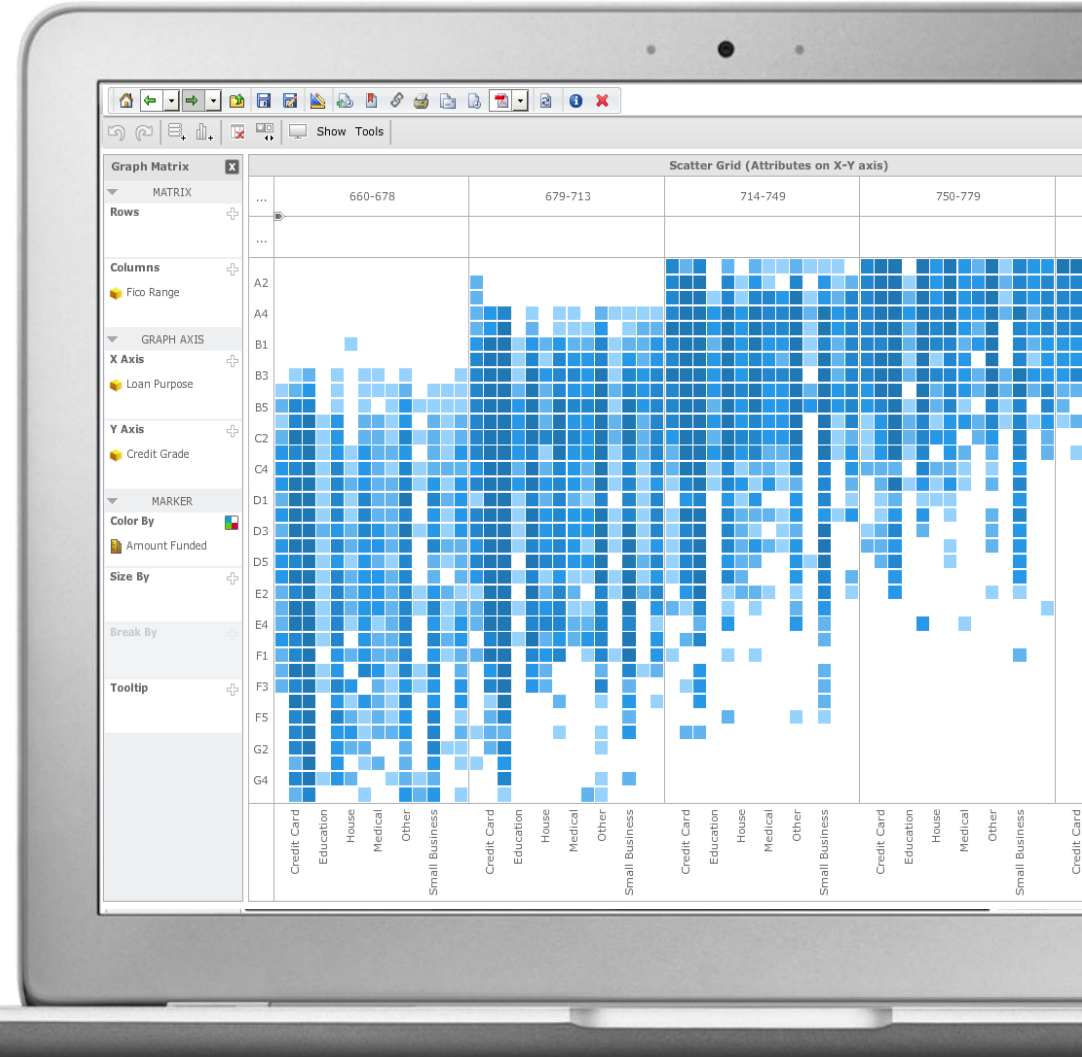 Show Tools
Graph Matrix X
Scatter Grid (Attributes on X-Y axis)
MATRIX
... 660-678 679-713 714-749 750-779
Rows
...
Columns
Fico Range
GRAPH AXIS
X Axis
Loan Purpose
Y Axis
Credit Grade
MARKER
Color By
Amount Funded
Size By
Break By
Tooltip
A2
A4
B1
B3
B5
C2
C4
D1
D3
D5
E2
E4
F1
F3
F5
G2
G4
Credit Card Education House Medical Other Small Business Credit Card Education House Medical Other Small Business Credit Card Education House Medical Other Small Business Credit Card Education House Medical Other Small Business Credit Card